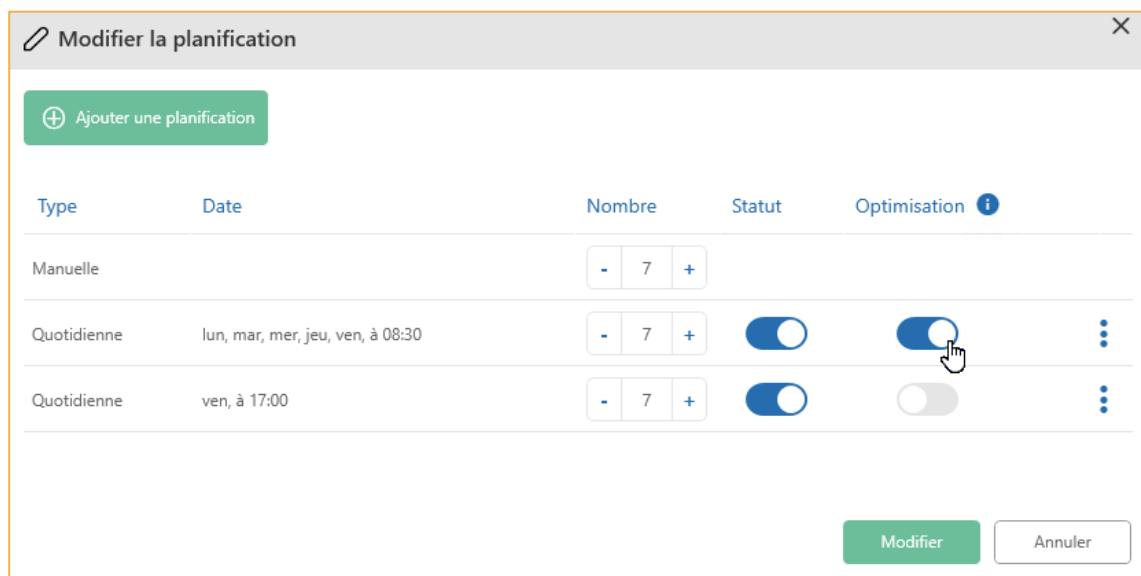 Modifier la planification
Ajouter une planification
Type Date Nombre Statut Optimisation i
Manuelle - 7 +
Quotidienne lun, mar, mer, jeu, ven, à 08:30 - 7 +
Quotidienne ven, à 17:00 - 7 +
Modifier Annuler